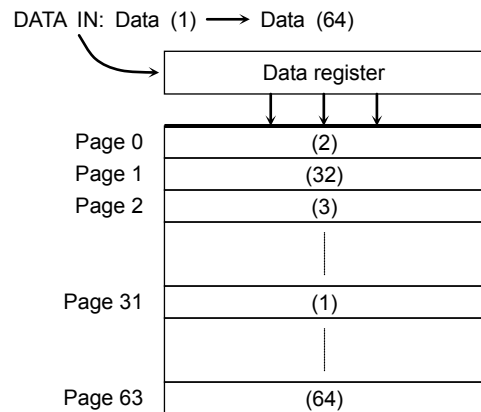 DATA IN: Data (1) Data (64)
Data register
Page 0 (2)
Page 1 (32)
Page 2 (3)
Page 31 (1)
Page 63 (64)